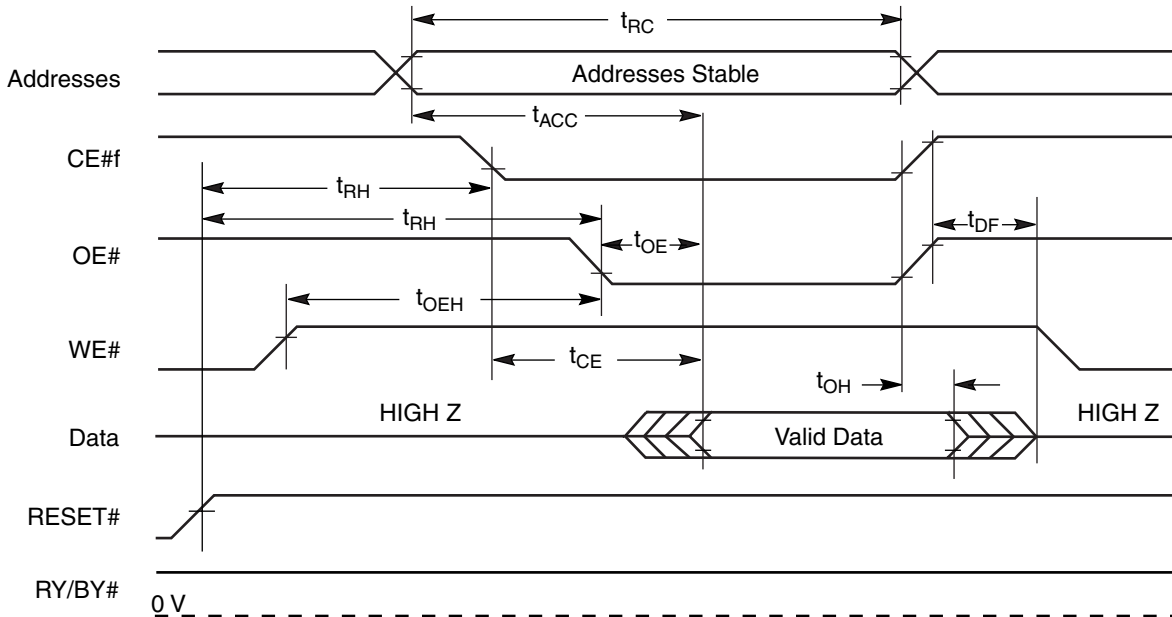 tRC
Addresses
Addresses Stable
tACC
CE#f
tRH
tRH
tDF
OE#
tOE
tOEH
WE#
tCE
tOH
HIGH Z
HIGH Z
Data
Valid Data
RESET#
RY/BY#
0 V